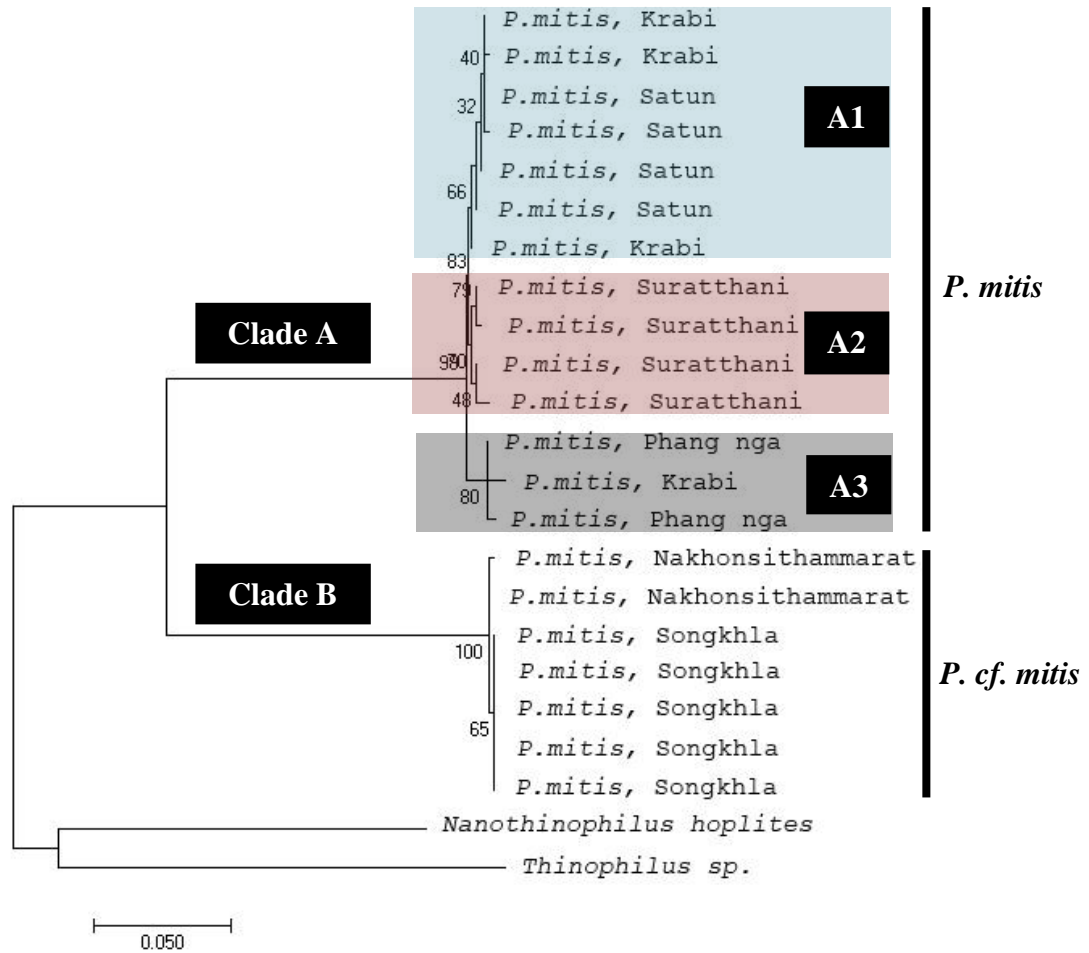 P.mitis, Krabi
40
P.mitis, Krabi
P.mitis, Satun
32
A1
P.mitis, Satun
P.mitis, Satun
66
P.mitis, Satun
P.mitis, Krabi
83
79
P.mitis, Suratthani
P. mitis
Clade A
P.mitis, Suratthani
A2
P.mitis, Suratthani
48
P.mitis, Suratthani
P.mitis, Phang nga
P.mitis, Krabi
A3
80
P.mitis, Phang nga
P.mitis, Nakhonsithammarat
Clade B
P.mitis, Nakhonsithammarat
P.mitis, Songkhla
100
P.mitis, Songkhla
P. cf. mitis
P.mitis, Songkhla
65
P.mitis, Songkhla
P.mitis, Songkhla
Nanothinophilus hoplites
Thinophilus sp.
0.050